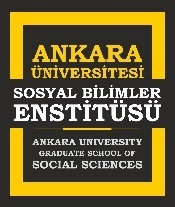 ANKARA
ÜNİVERSİTESİ
SOSYAL BİLİMLER
ENSTİTÜSÜ
ANKARA UNIVERSITY
GRADUATE SCHOOL OF
SOCIAL SCIENCES